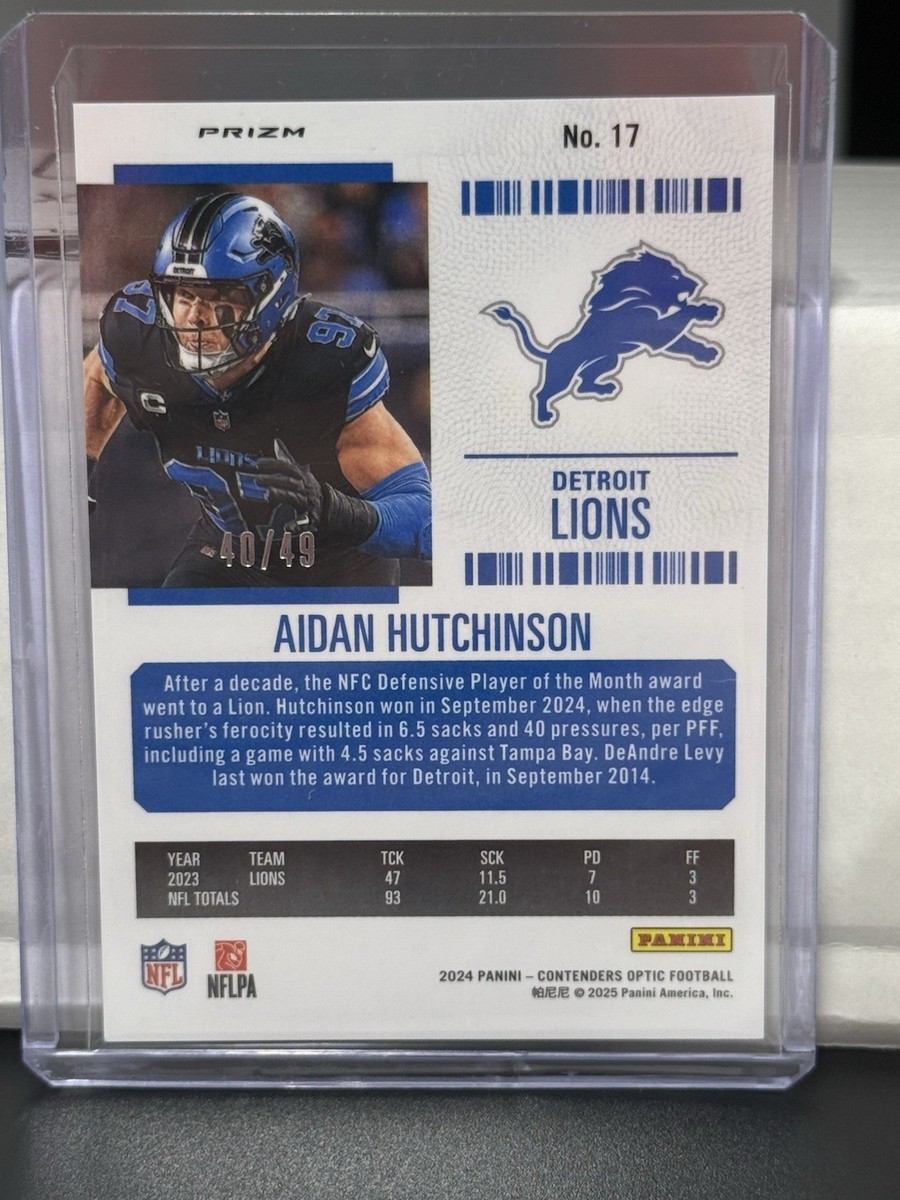 PRIZM
No. 17
DETROIT
97
97
C
LIONS
97
40/49
DETROIT
LIONS
AIDAN HUTCHINSON
After a decade, the NFC Defensive Player of the Month award
went to a Lion. Hutchinson won in September 2024, when the edge
rusher's ferocity resulted in 6.5 sacks and 40 pressures, per PFF,
including a game with 4.5 sacks against Tampa Bay. DeAndre Levy
last won the award for Detroit, in September 2014.
YEAR TEAM TCK SCK PD FF
2023 LIONS 47 11.5 7 3
NFL TOTALS 93 21.0 10 3
PANINI
NFL
NFLPA
2024 PANINI – CONTENDERS OPTIC FOOTBALL
帕尼尼 © 2025 Panini America, Inc.